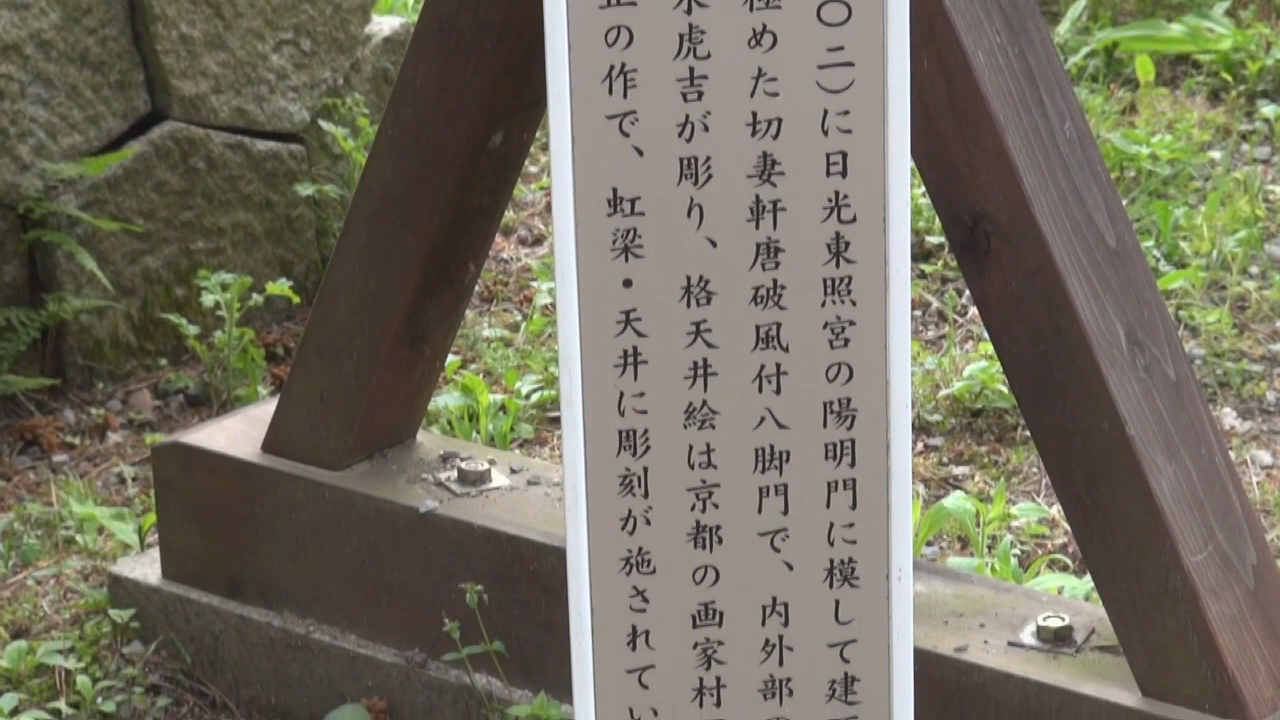 〇二)に日光東照宮の陽明門に模して建
極めた切妻軒唐破風付八脚門で、内外部の
水虎吉が彫り、格天井絵は京都の画家村
正の作で、虹梁・天井に彫刻が施されてい